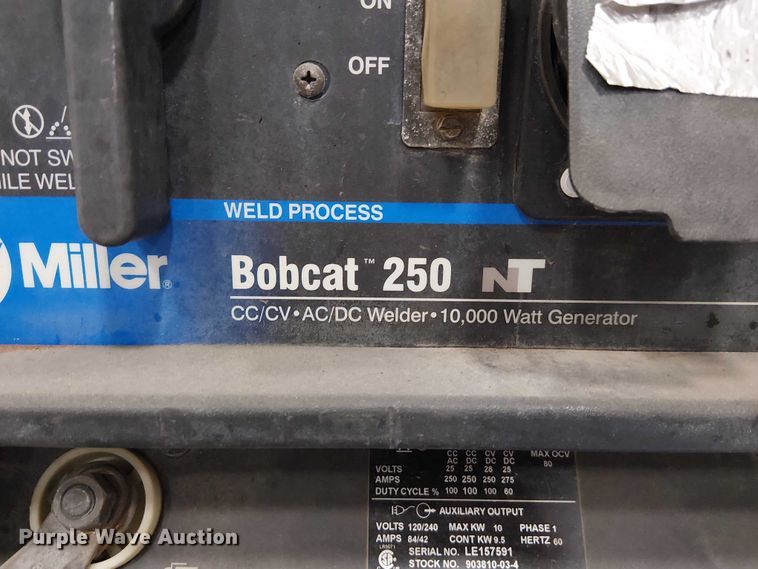 ON
OFF
NOT SW
WEL
WELD PROCESS
Miller®
Bobcat™ 250 NT
CC/CV•AC/DC Welder•10,000 Watt Generator
CC CC CV CV
AC DC DC DC
MAX OCV
80
VOLTS 25 25 28 25
AMPS 250 250 250 275
DUTY CYCLE % 100 100 100 60
AUXILIARY OUTPUT
VOLTS 120/240 MAX KW 10 PHASE 1
AMPS 84/42 CONT KW 9.5 HERTZ 60
LR5071
SERIAL NO. LE157591
STOCK NO. 903810-03-4
Purple Wave Auction